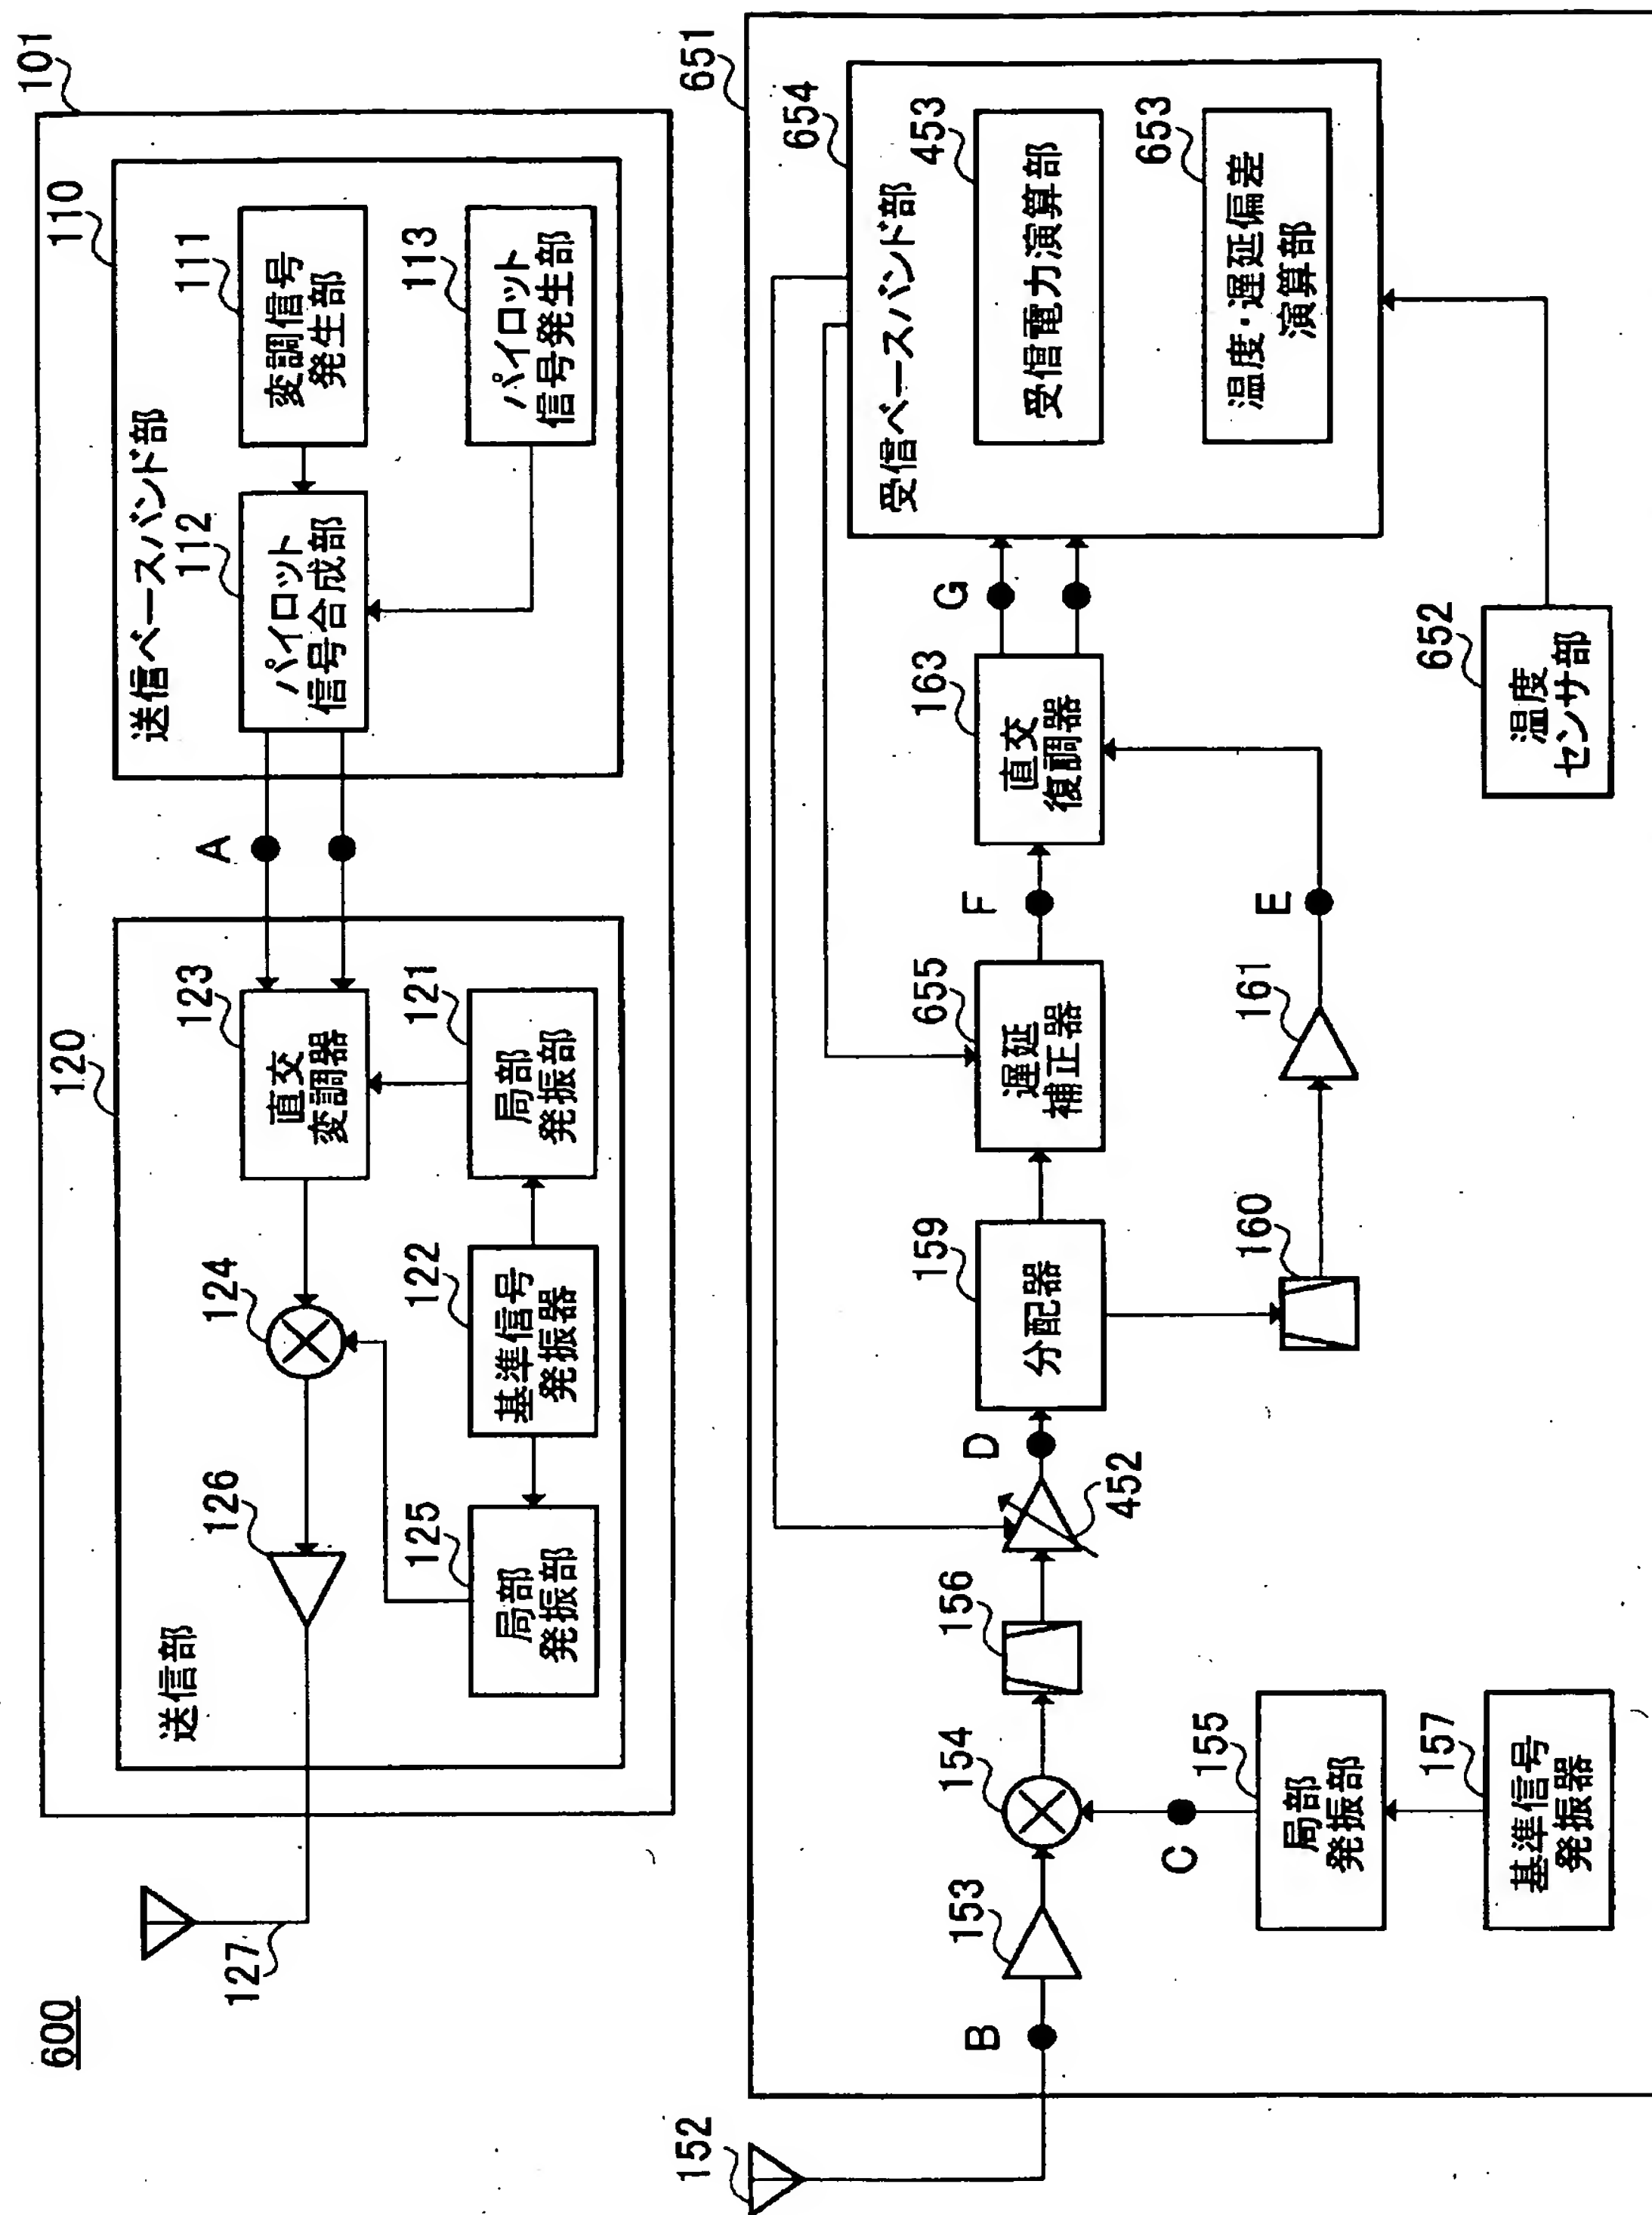 600
101
110
送信ベースバンド部
111
変調信号
発生部
112
パイロット
信号合成部
113
パイロット
信号発生部
A
120
送信部
123
直交
変調器
121
局部
発振部
124
122
基準信号
発振器
126
125
局部
発振部
127
152
651
654
受信ベースバンド部
453
受信電力演算部
653
温度・遅延偏差
演算部
652
温度
センサ部
G
163
直交
復調器
F
E
655
遅延
補正器
161
159
分配器
160
D
452
156
154
155
局部
発振部
157
基準信号
発振器
C
153
B